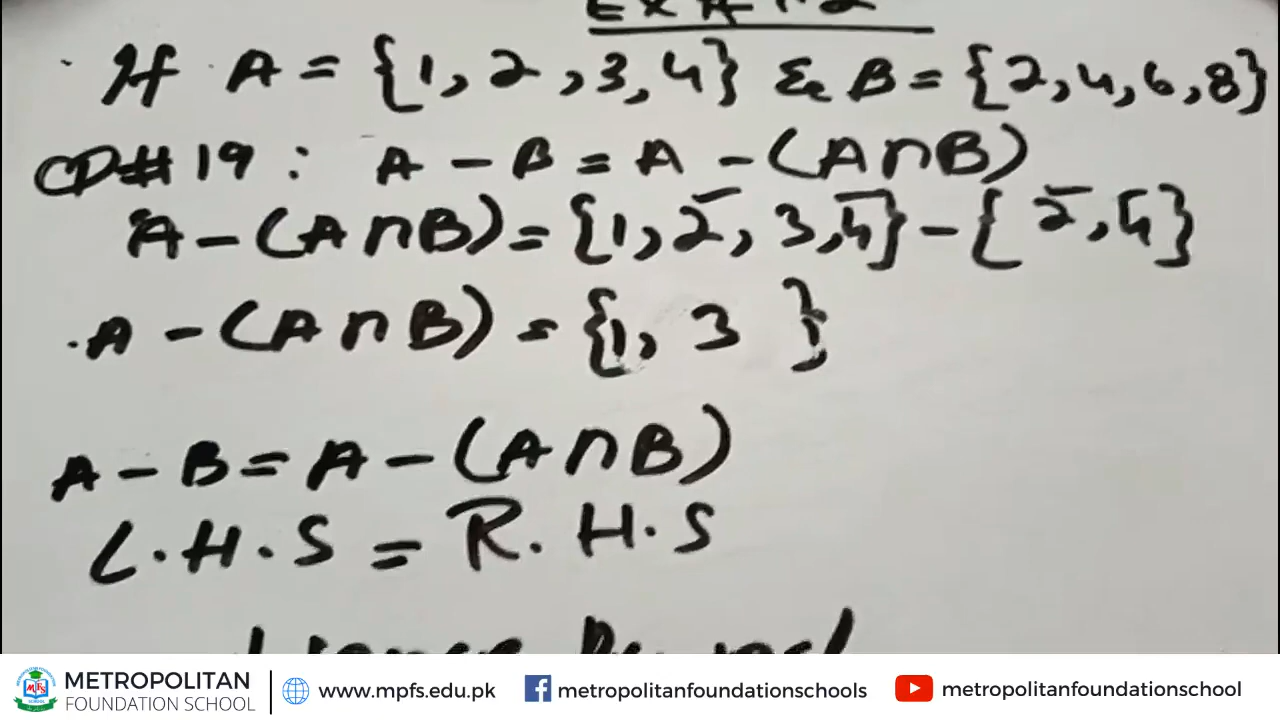 If A = {1, 2, 3, 4} & B = {2, 4, 6, 8}
Q# 19 : A - B = A - (A∩B)
A - (A∩B) = {1, 2, 3, 4} - {2, 4}
A - (A∩B) = {1, 3 }
A - B = A - (A∩B)
L.H.S = R.H.S
METROPOLITAN
FOUNDATION SCHOOL
www.mpfs.edu.pk
metropolitanfoundationschools
metropolitanfoundationschool